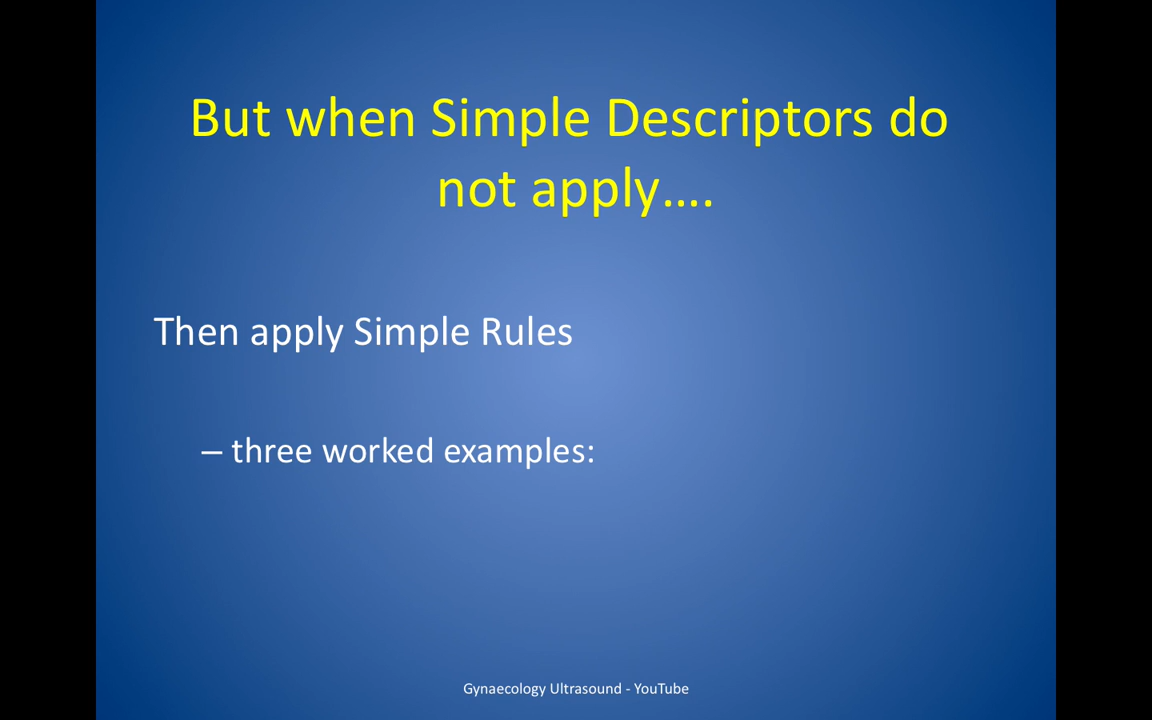 But when Simple Descriptors do
not apply....
Then apply Simple Rules
– three worked examples:
Gynaecology Ultrasound - YouTube